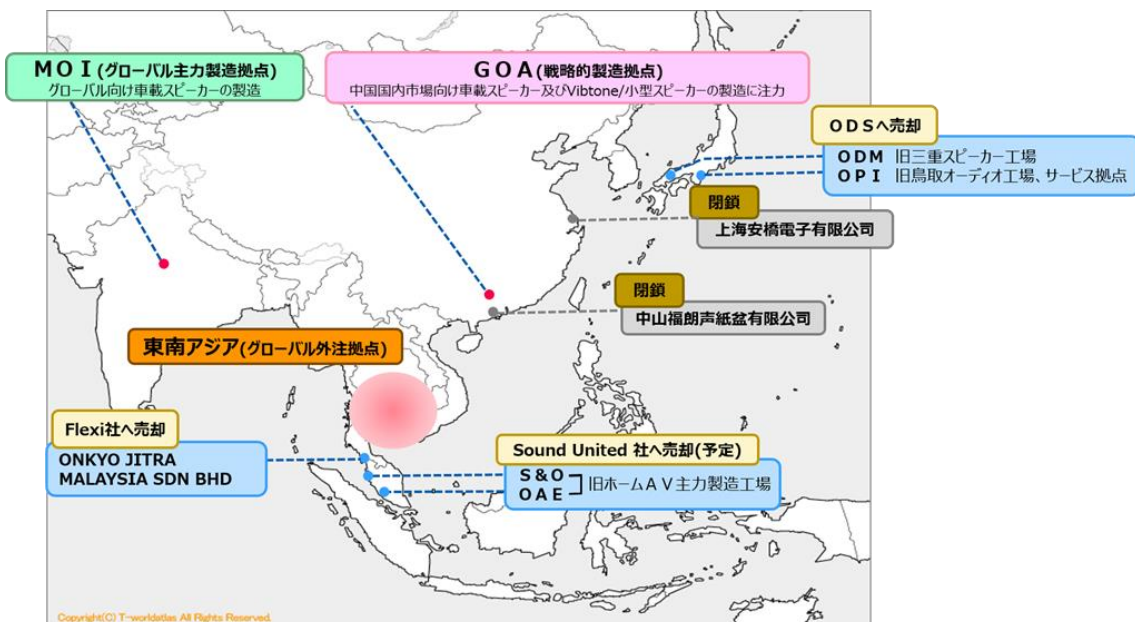 ＭＯＩ(グローバル主力製造拠点)
グローバル向け車載スピーカーの製造
ＧＯＡ(戦略的製造拠点)
中国国内市場向け車載スピーカー及びVibtone/小型スピーカーの製造に注力
ＯＤＳへ売却
ＯＤＭ 旧三重スピーカー工場
ＯＰＩ 旧鳥取オーディオ工場、サービス拠点
閉鎖
上海安橋電子有限公司
閉鎖
中山福朗声紙盆有限公司
東南アジア(グローバル外注拠点)
Flexi社へ売却
ONKYO JITRA
MALAYSIA SDN BHD
Sound United 社へ売却(予定)
Ｓ&Ｏ
ＯＡＥ
旧ホームＡＶ主力製造工場
Copyright(C) T-worldatlas All Rights Reserved.